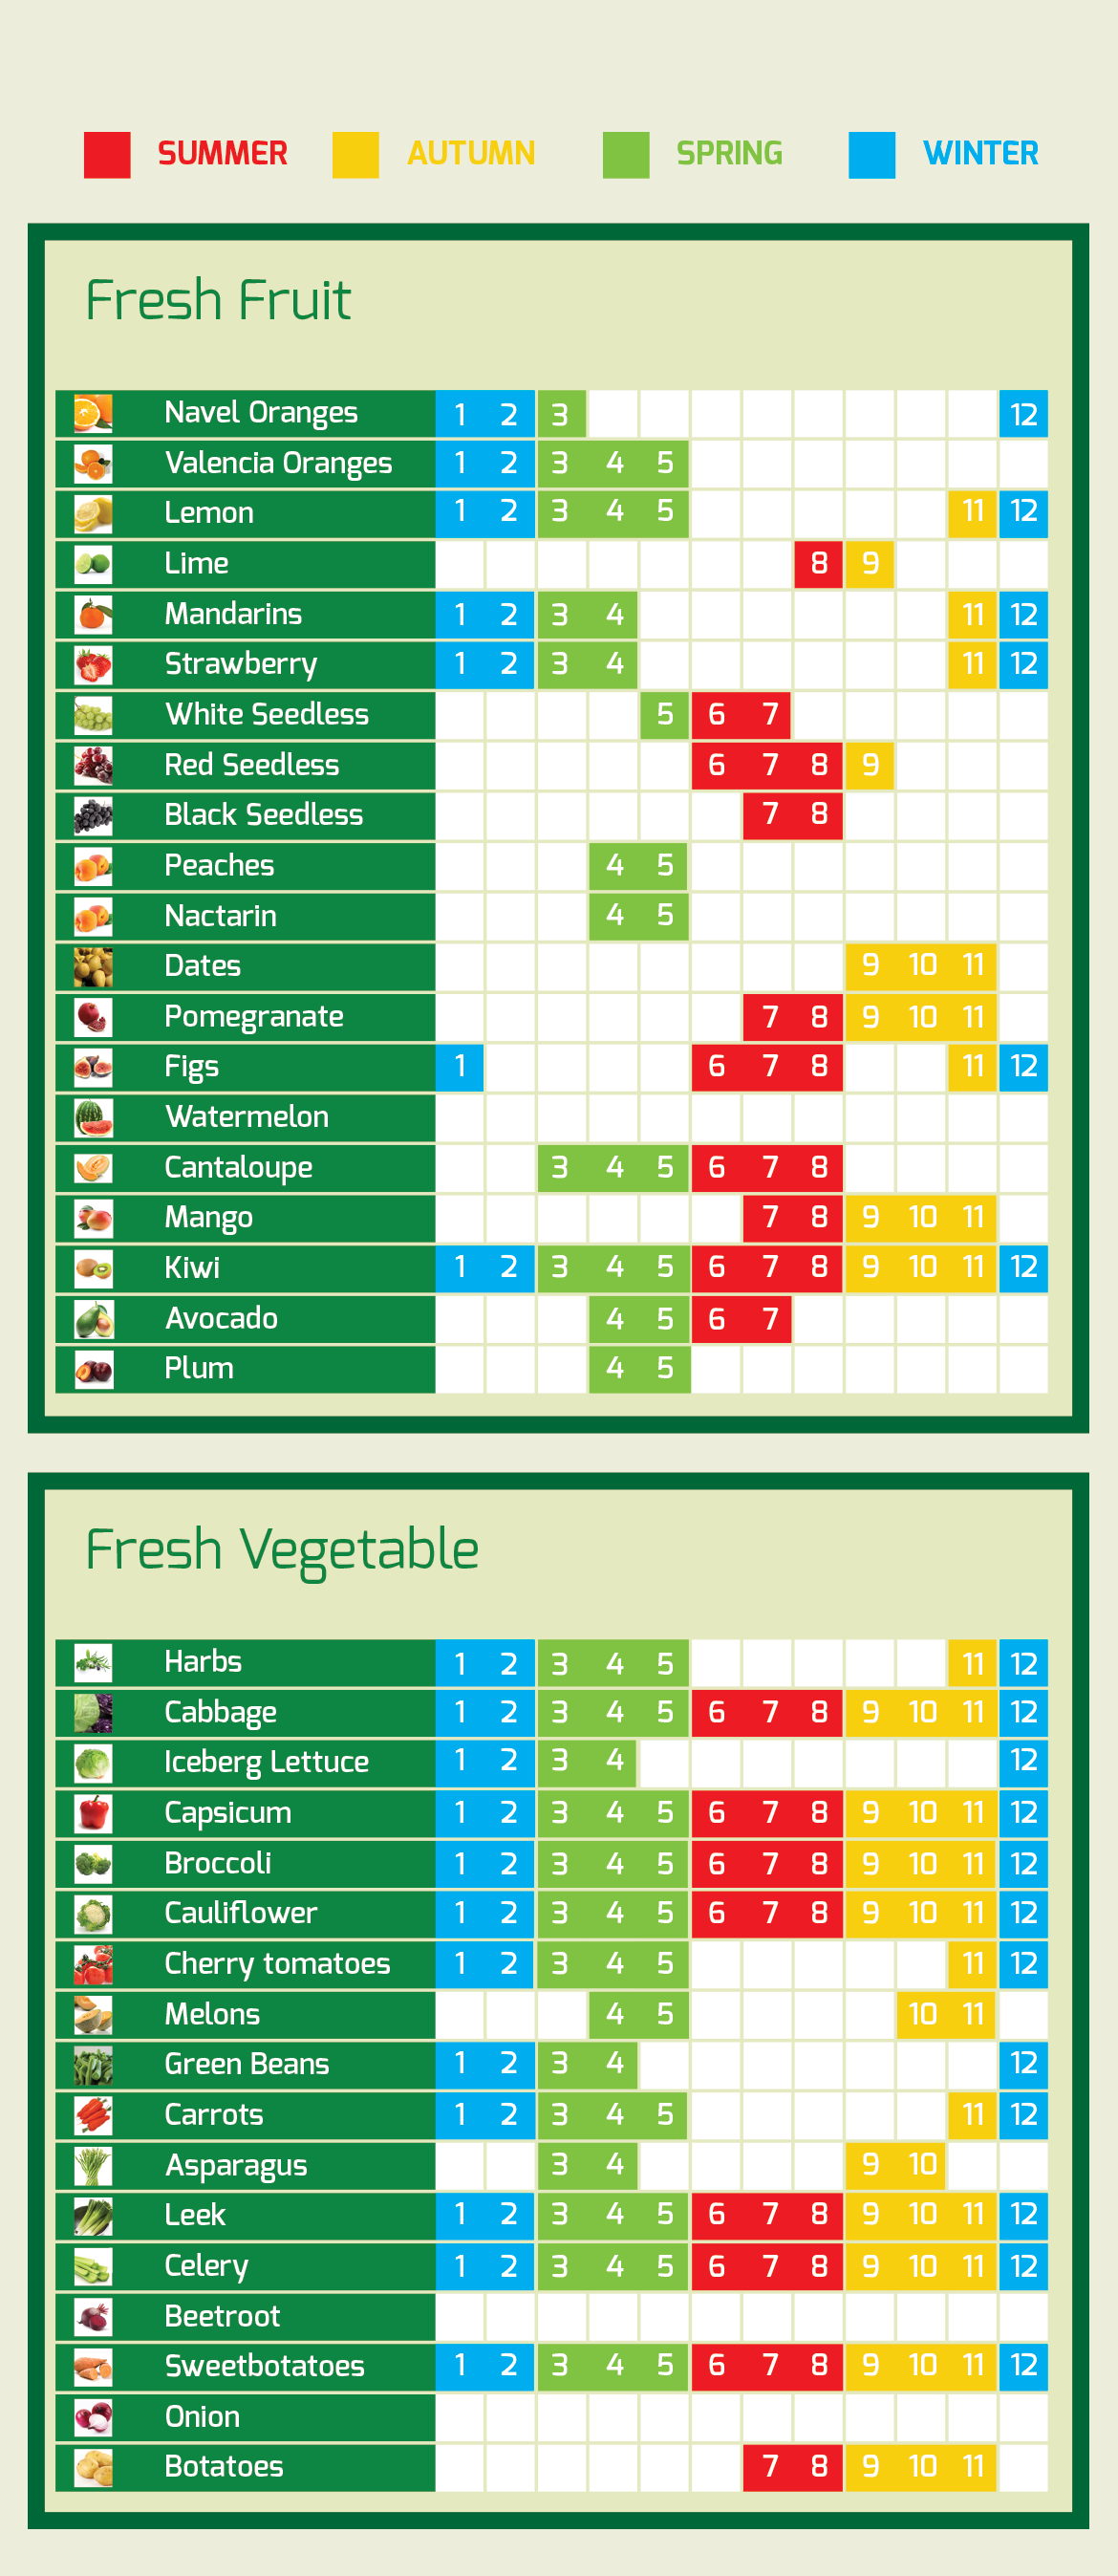 SUMMER AUTUMN SPRING WINTER
Fresh Fruit
Navel Oranges 1 2 3 12
Valencia Oranges 1 2 3 4 5
Lemon 1 2 3 4 5 11 12
Lime 8 9
Mandarins 1 2 3 4 11 12
Strawberry 1 2 3 4 11 12
White Seedless 5 6 7
Red Seedless 6 7 8 9
Black Seedless 7 8
Peaches 4 5
Nactarin 4 5
Dates 9 10 11
Pomegranate 7 8 9 10 11
Figs 1 6 7 8 11 12
Watermelon
Cantaloupe 3 4 5 6 7 8
Mango 7 8 9 10 11
Kiwi 1 2 3 4 5 6 7 8 9 10 11 12
Avocado 4 5 6 7
Plum 4 5
Fresh Vegetable
Harbs 1 2 3 4 5 11 12
Cabbage 1 2 3 4 5 6 7 8 9 10 11 12
Iceberg Lettuce 1 2 3 4 12
Capsicum 1 2 3 4 5 6 7 8 9 10 11 12
Broccoli 1 2 3 4 5 6 7 8 9 10 11 12
Cauliflower 1 2 3 4 5 6 7 8 9 10 11 12
Cherry tomatoes 1 2 3 4 5 11 12
Melons 4 5 10 11
Green Beans 1 2 3 4 12
Carrots 1 2 3 4 5 11 12
Asparagus 3 4 9 10
Leek 1 2 3 4 5 6 7 8 9 10 11 12
Celery 1 2 3 4 5 6 7 8 9 10 11 12
Beetroot
Sweetbotatoes 1 2 3 4 5 6 7 8 9 10 11 12
Onion
Botatoes 7 8 9 10 11